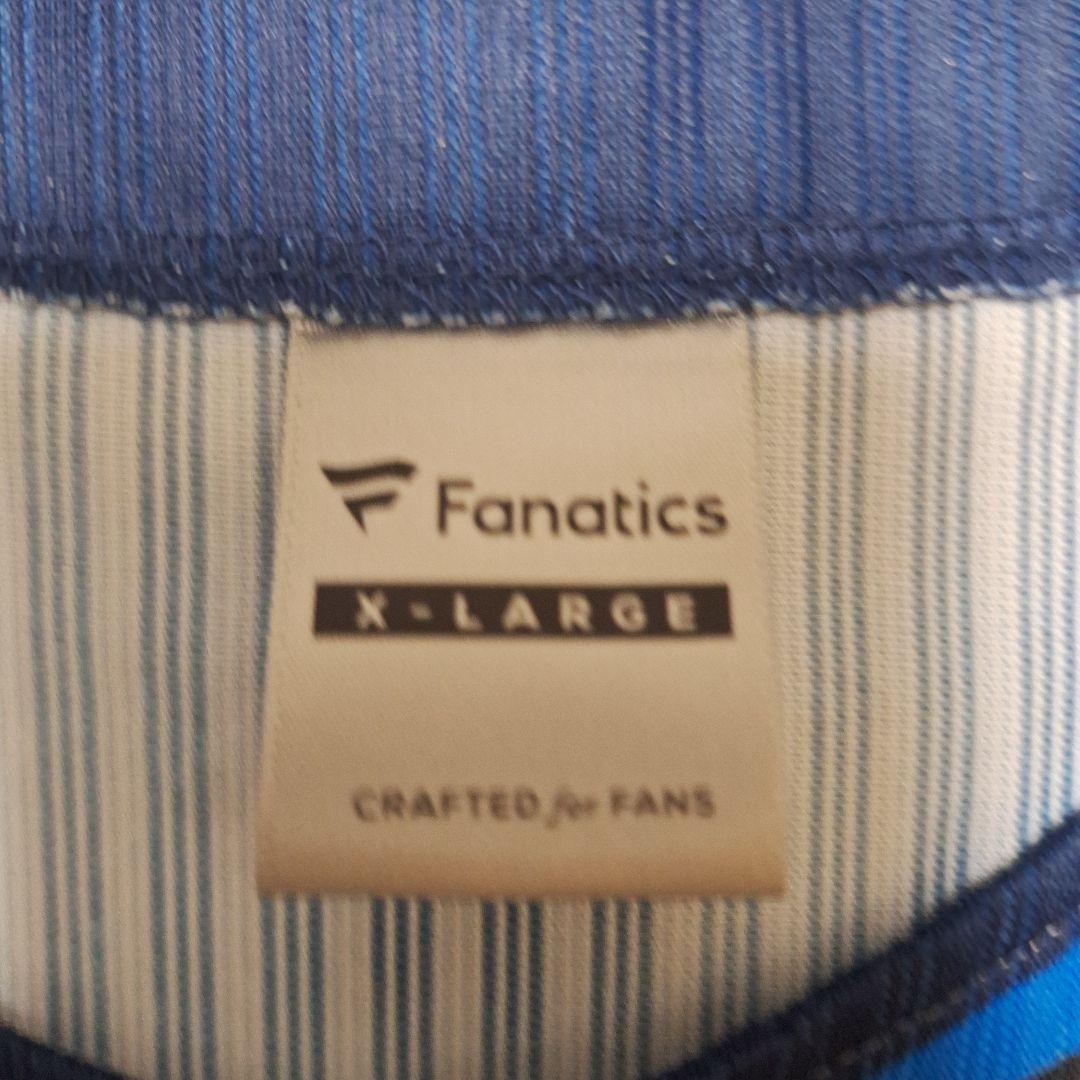 Fanatics
X-LARGE
CRAFTED for FANS